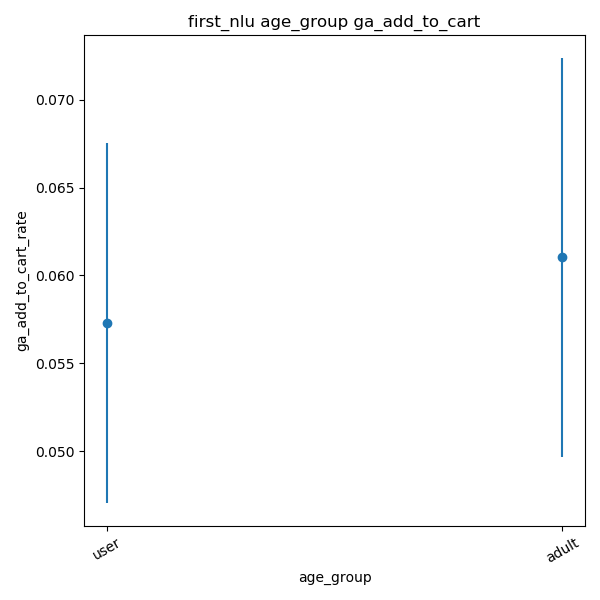 first_nlu age_group ga_add_to_cart
0.070
0.065
0.060
0.055
0.050
ga_add_to_cart_rate
user
adult
age_group